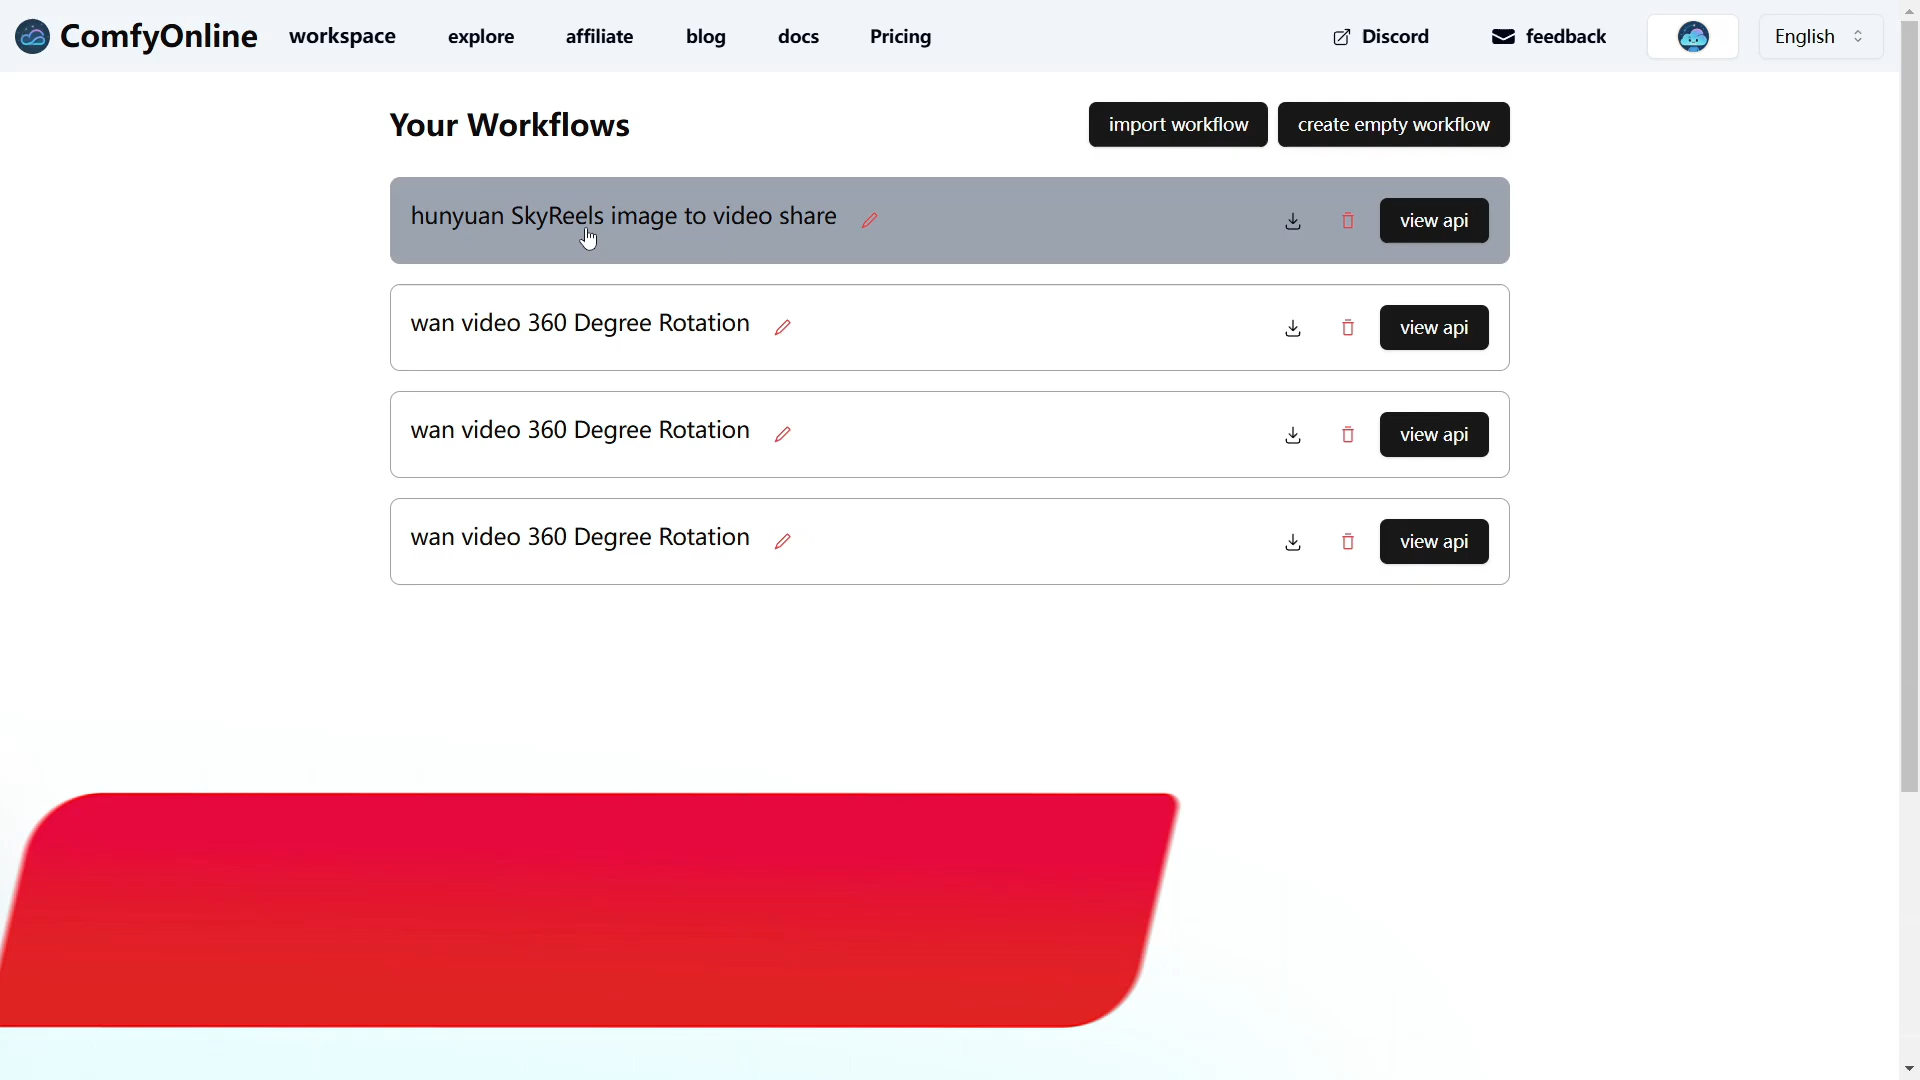 ComfyOnline workspace explore affiliate blog docs Pricing Discord feedback English
Your Workflows import workflow create empty workflow
hunyuan SkyReels image to video share view api
wan video 360 Degree Rotation view api
wan video 360 Degree Rotation view api
wan video 360 Degree Rotation view api